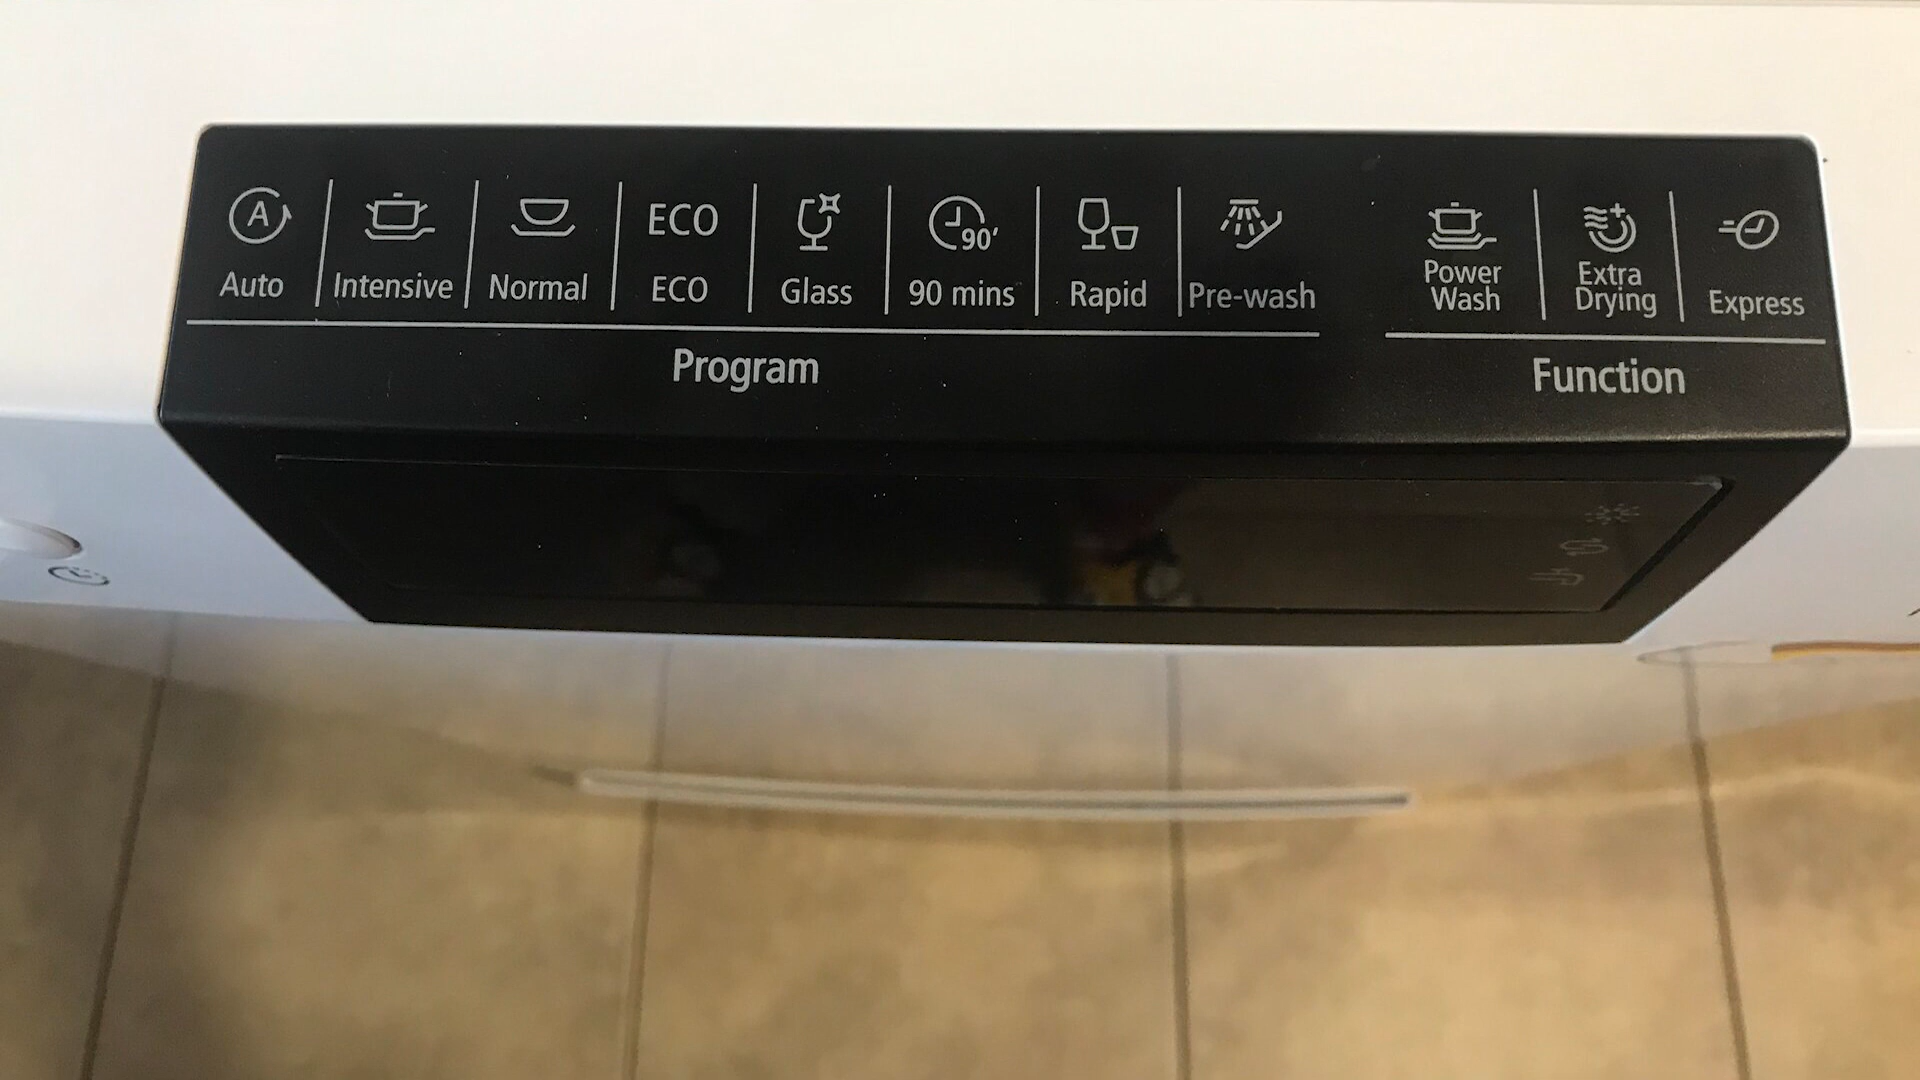 A
ECO
90'
Auto
Intensive
Normal
ECO
Glass
90 mins
Rapid
Pre-wash
Power
Wash
Extra
Drying
Express
Program
Function